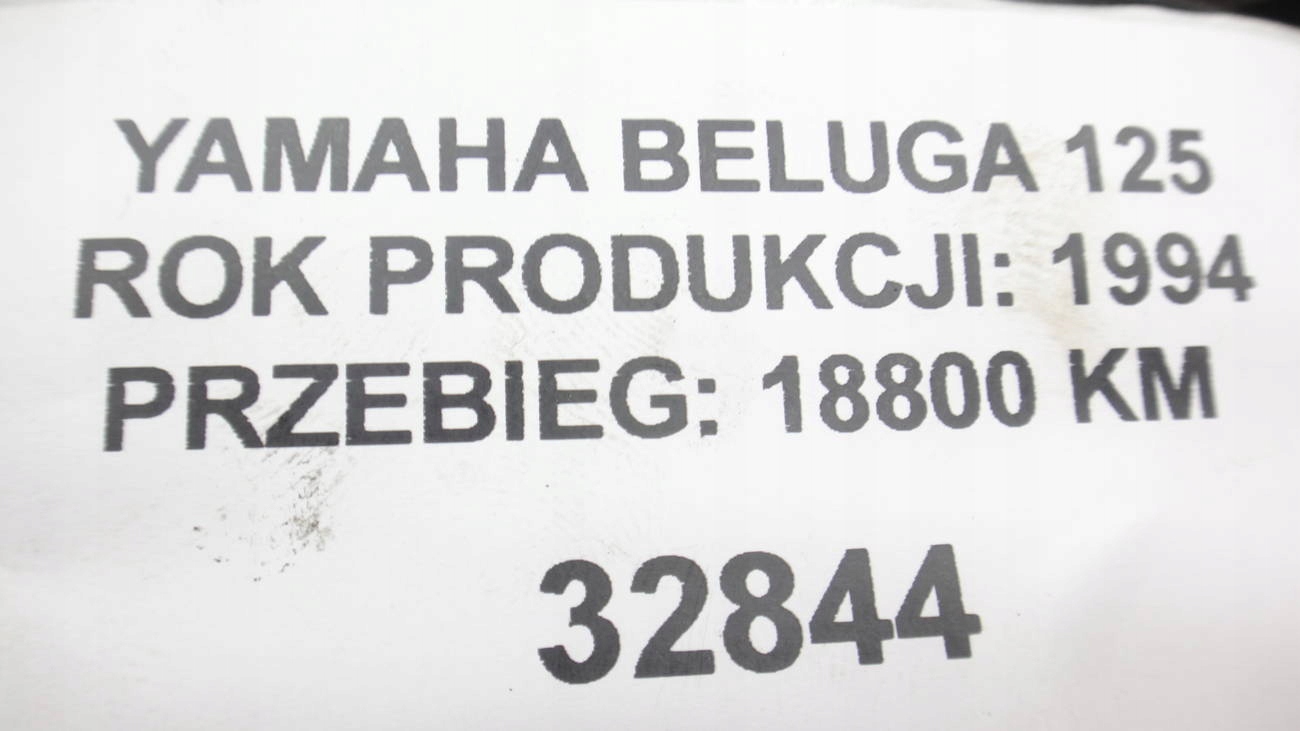 YAMAHA BELUGA 125
ROK PRODUKCJI: 1994
PRZEBIEG: 18800 KM
32844